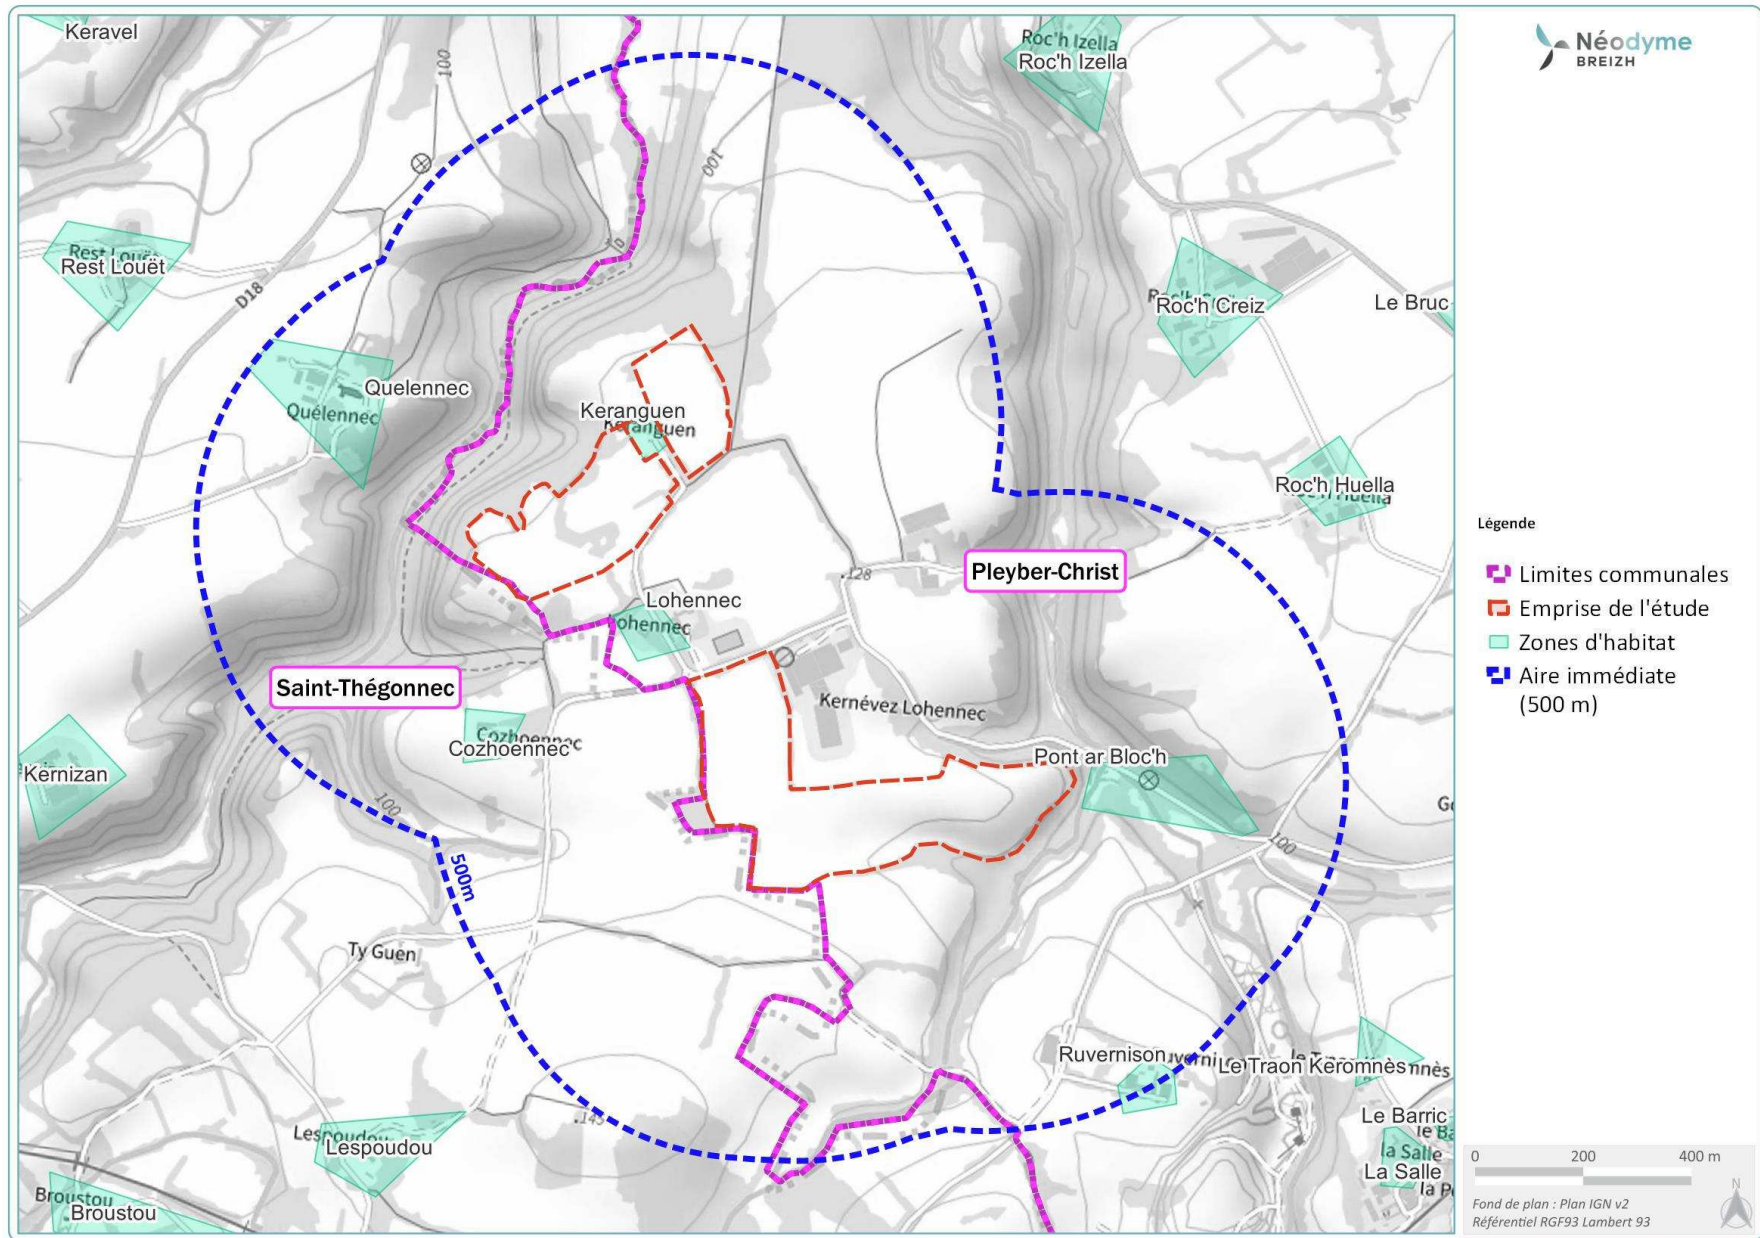 Keravel
Roc'h Izella
Roc'h Izella
100
100
Néodyme
BREIZH
Rest Louët
Rest Louët
D18
Roc'h Creiz
Le Bruc
Quelennec
Quélennec
Keranguen
Keranguen
Roc'h Huella
Légende
Limites communales
Emprise de l'étude
Zones d'habitat
Aire immédiate
(500 m)
Pleyber-Christ
.128
Lohennec
Lohennec
Saint-Thégonnec
Kernévez Lohennec
Cozhoennec
Cozhoennec
Pont ar Bloc'h
Kernizan
100
100
500m
Ty Guen
Ruvernison
Le Traon Keromnès
.145
Le Barric
Lespoudou
Lespoudou
la Salle
La Salle
Broustou
Broustou
0 200 400 m
N
Fond de plan : Plan IGN v2
Référentiel RGF93 Lambert 93